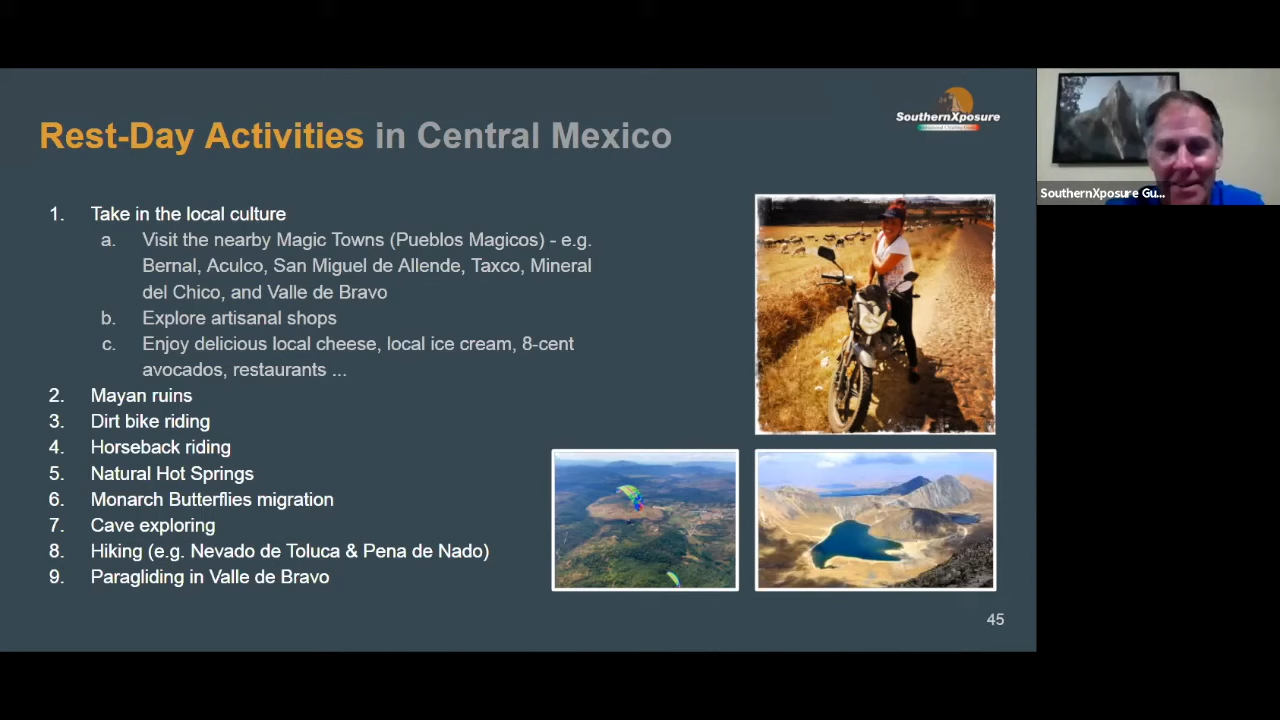 Rest-Day Activities in Central Mexico
SouthernXposure
1. Take in the local culture
a. Visit the nearby Magic Towns (Pueblos Magicos) - e.g.
Bernal, Aculco, San Miguel de Allende, Taxco, Mineral
del Chico, and Valle de Bravo
b. Explore artisanal shops
c. Enjoy delicious local cheese, local ice cream, 8-cent
avocados, restaurants ...
2. Mayan ruins
3. Dirt bike riding
4. Horseback riding
5. Natural Hot Springs
6. Monarch Butterflies migration
7. Cave exploring
8. Hiking (e.g. Nevado de Toluca & Pena de Nado)
9. Paragliding in Valle de Bravo
45
SouthernXposure Gu...